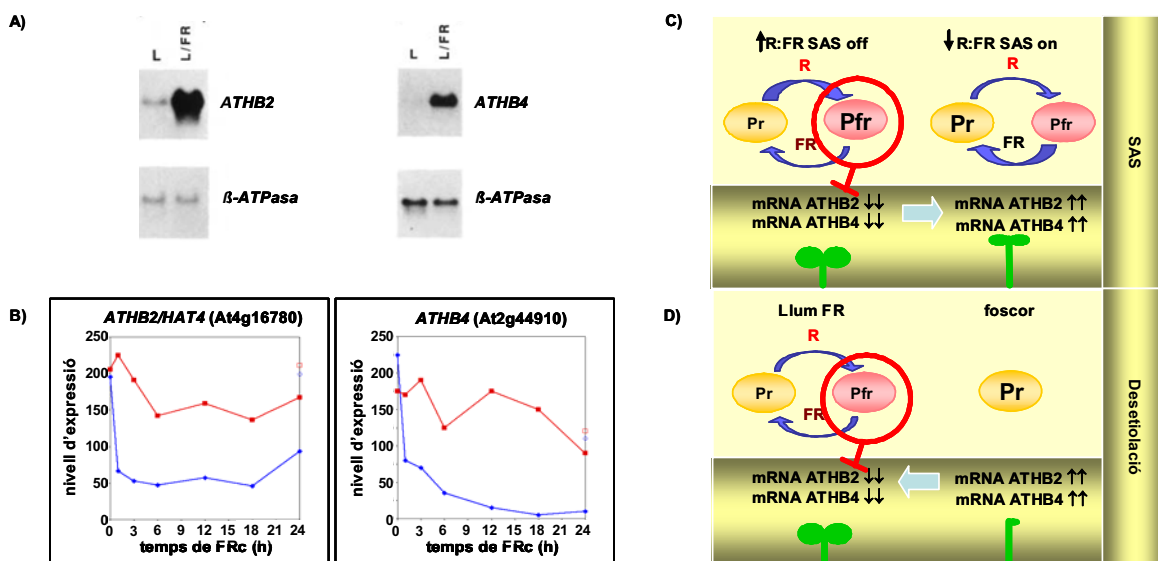 A)
L
L/FR
ATHB2
ß-ATPasa
L
L/FR
ATHB4
ß-ATPasa
B)
ATHB2/HAT4 (At4g16780)
nivell d'expressió
250
200
150
100
50
0
0 3 6 9 12 15 18 21 24
temps de FRc (h)
ATHB4 (At2g44910)
nivell d'expressió
250
200
150
100
50
0
0 3 6 9 12 15 18 21 24
temps de FRc (h)
C)
↑R:FR SAS off
R
Pr
Pfr
FR
mRNA ATHB2 ↓↓
mRNA ATHB4 ↓↓
↓R:FR SAS on
R
Pr
Pfr
FR
mRNA ATHB2 ↑↑
mRNA ATHB4 ↑↑
SAS
D)
Llum FR
R
Pr
Pfr
FR
mRNA ATHB2 ↓↓
mRNA ATHB4 ↓↓
foscor
Pr
mRNA ATHB2 ↑↑
mRNA ATHB4 ↑↑
Desetiolació